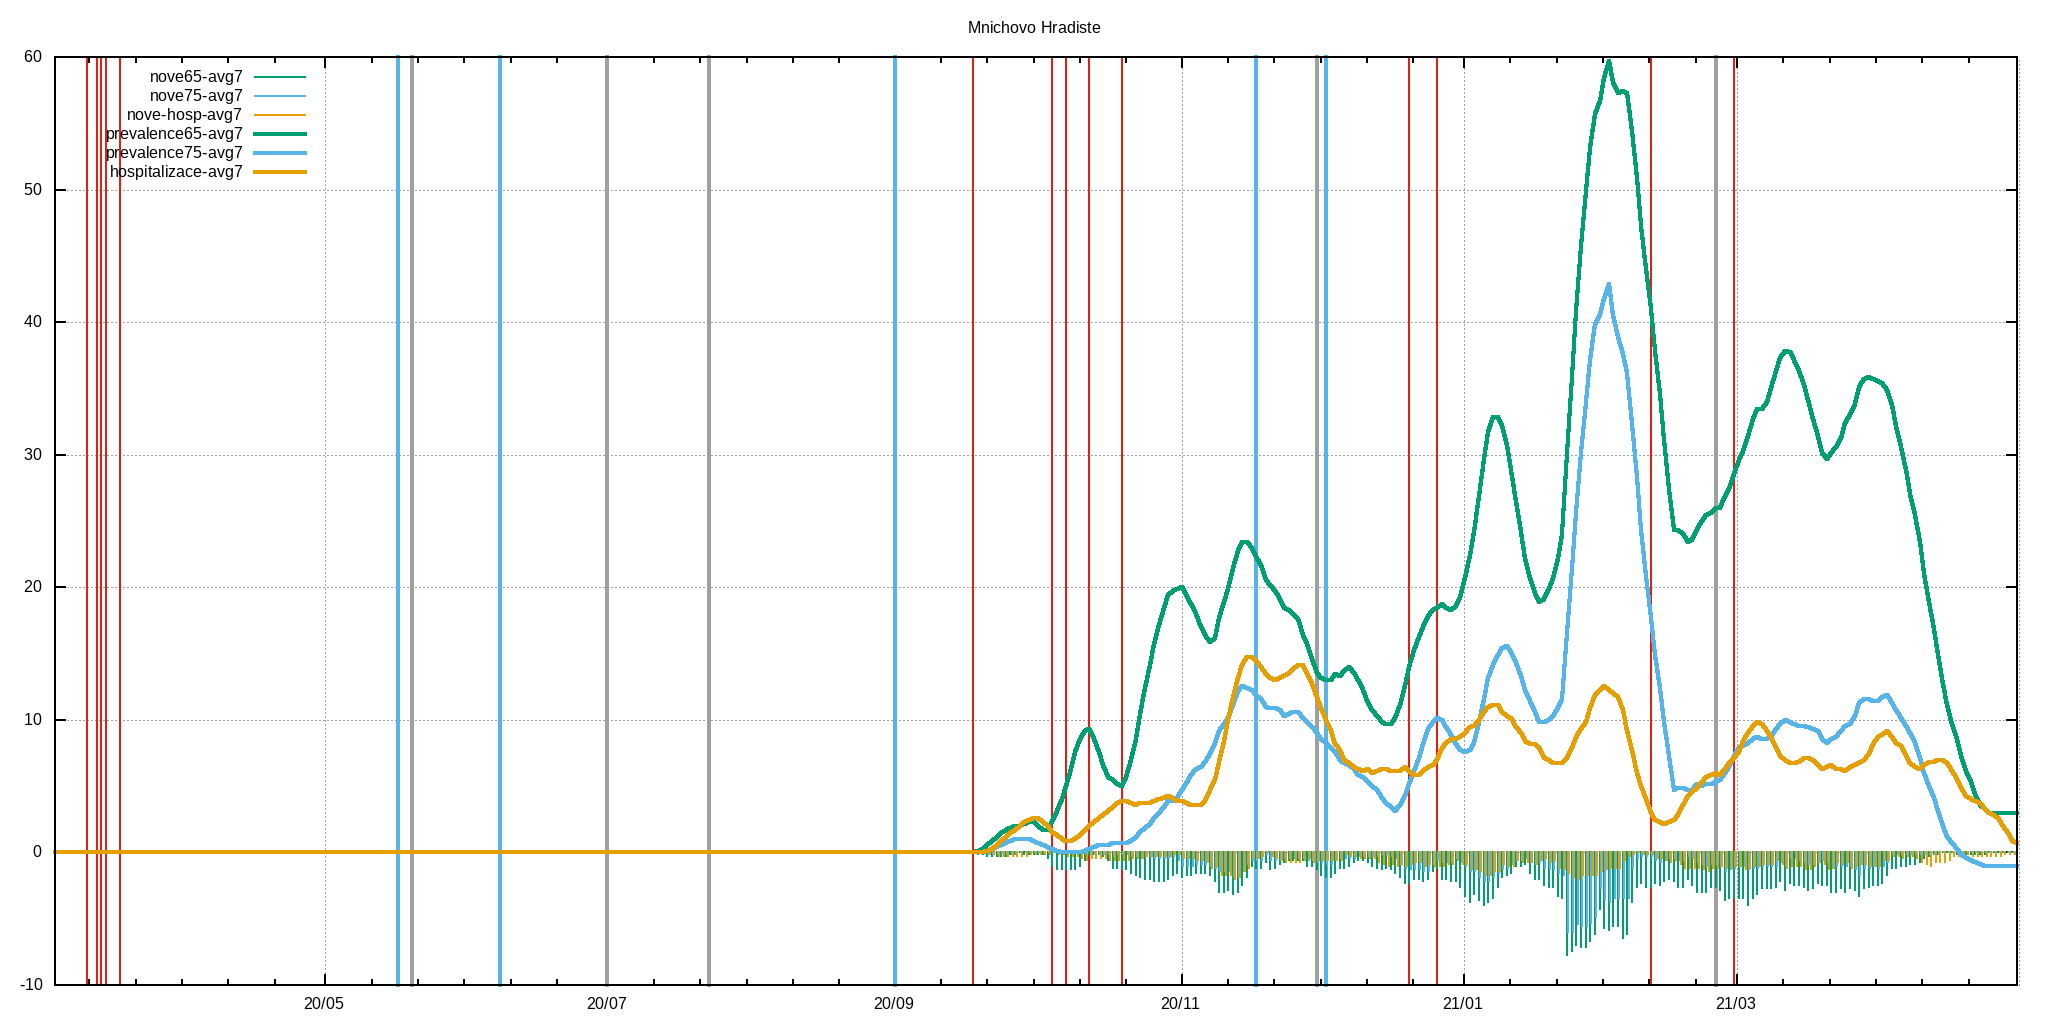 Mnichovo Hradiste
60
50
40
30
20
10
0
-10
nove65-avg7
nove75-avg7
nove-hosp-avg7
prevalence65-avg7
prevalence75-avg7
hospitalizace-avg7
20/05 20/07 20/09 20/11 21/01 21/03